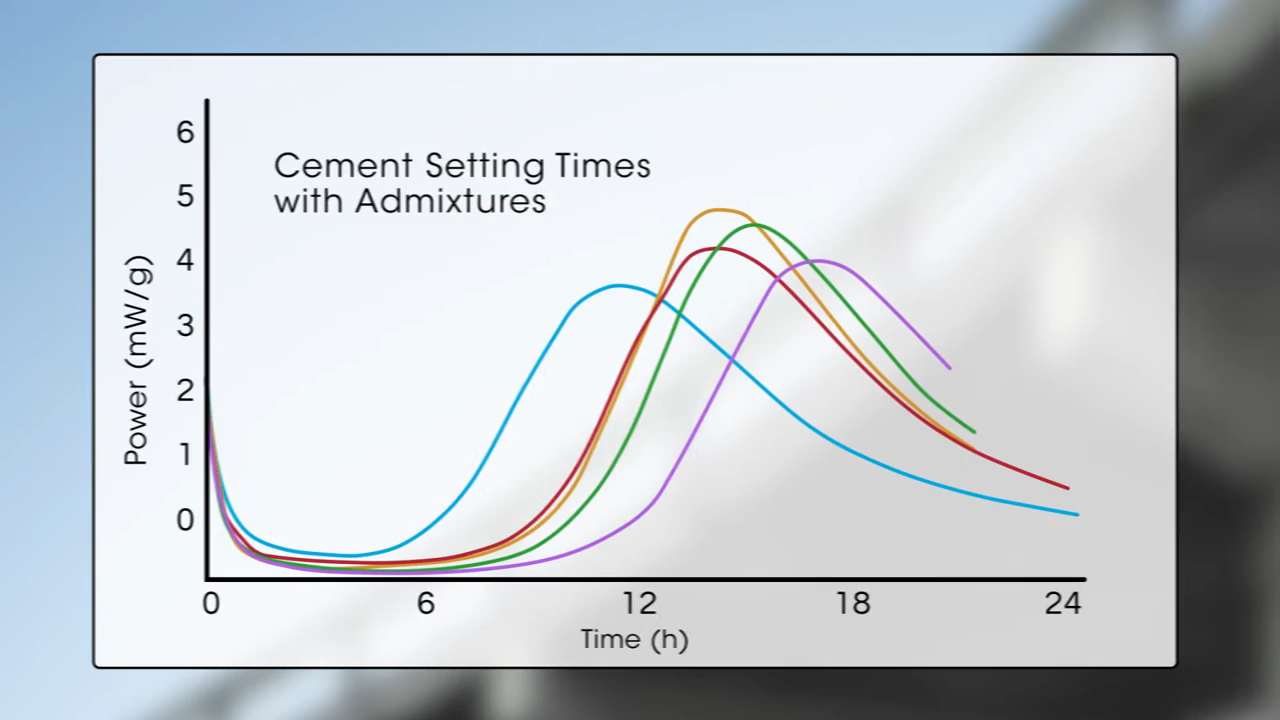 Cement Setting Times
with Admixtures
Power (mW/g)
6
5
4
3
2
1
0
0 6 12 18 24
Time (h)